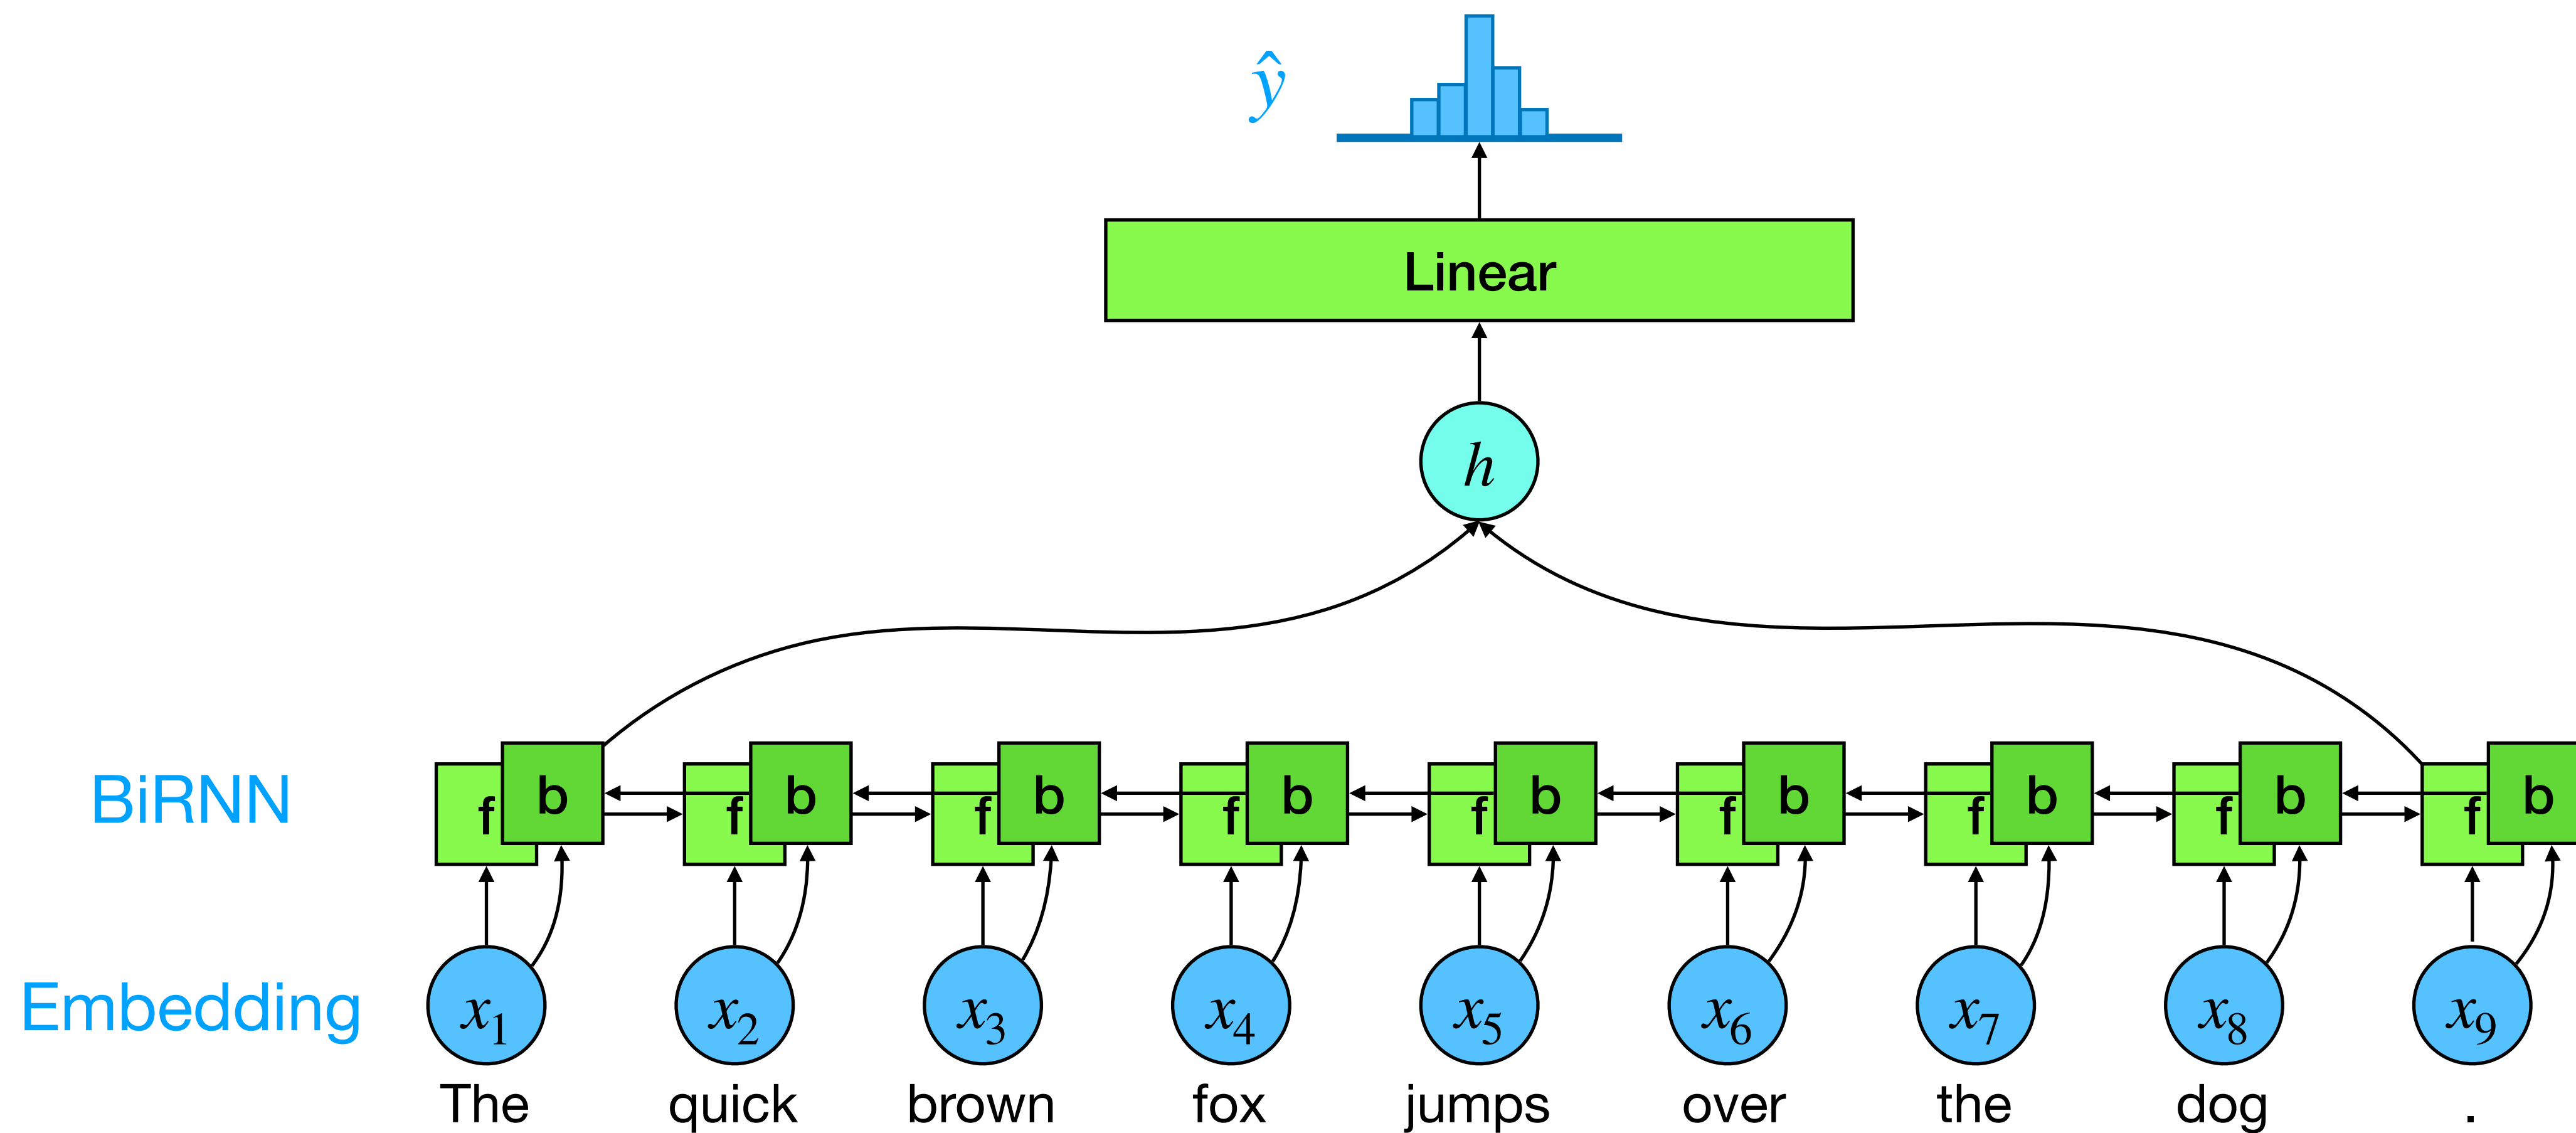 ŷ
Linear
h
BiRNN f b f b f b f b f b f b f b f b f b
Embedding x₁ x₂ x₃ x₄ x₅ x₆ x₇ x₈ x₉
The quick brown fox jumps over the dog .